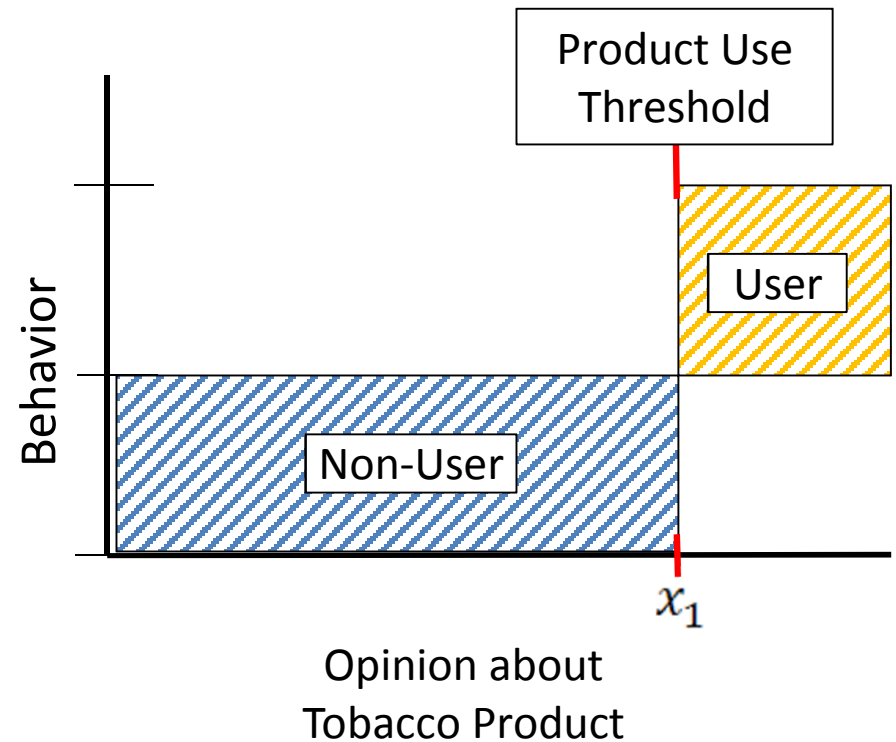 Product Use
Threshold
Behavior
User
Non-User
x₁
Opinion about
Tobacco Product